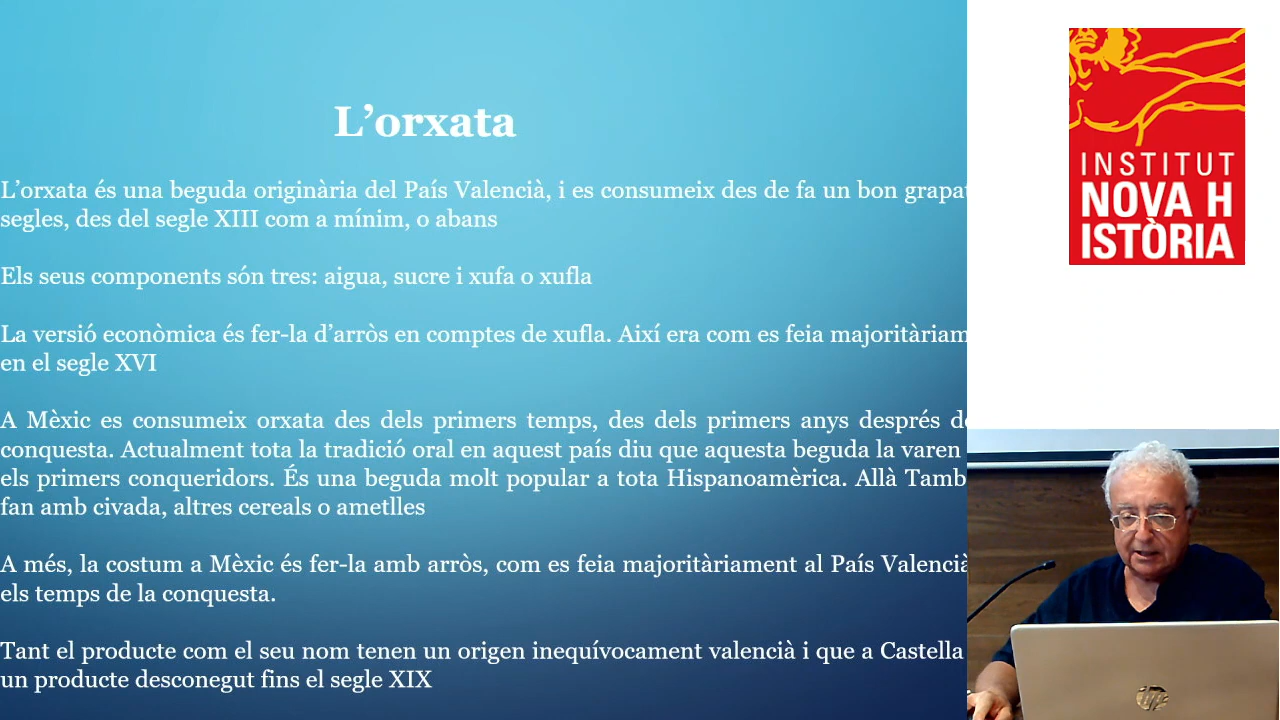 L’orxata
L’orxata és una beguda originària del País Valencià, i es consumeix des de fa un bon grapat
segles, des del segle XIII com a mínim, o abans
Els seus components són tres: aigua, sucre i xufa o xufla
La versió econòmica és fer-la d’arròs en comptes de xufla. Així era com es feia majoritàriam
en el segle XVI
A Mèxic es consumeix orxata des dels primers temps, des dels primers anys després de
conquesta. Actualment tota la tradició oral en aquest país diu que aquesta beguda la varen
els primers conqueridors. És una beguda molt popular a tota Hispanoamèrica. Allà Tamb
fan amb civada, altres cereals o ametlles
A més, la costum a Mèxic és fer-la amb arròs, com es feia majoritàriament al País Valencià
els temps de la conquesta.
Tant el producte com el seu nom tenen un origen inequívocament valencià i que a Castella
un producte desconegut fins el segle XIX
INSTITUT
NOVA H
ISTÒRIA
hp